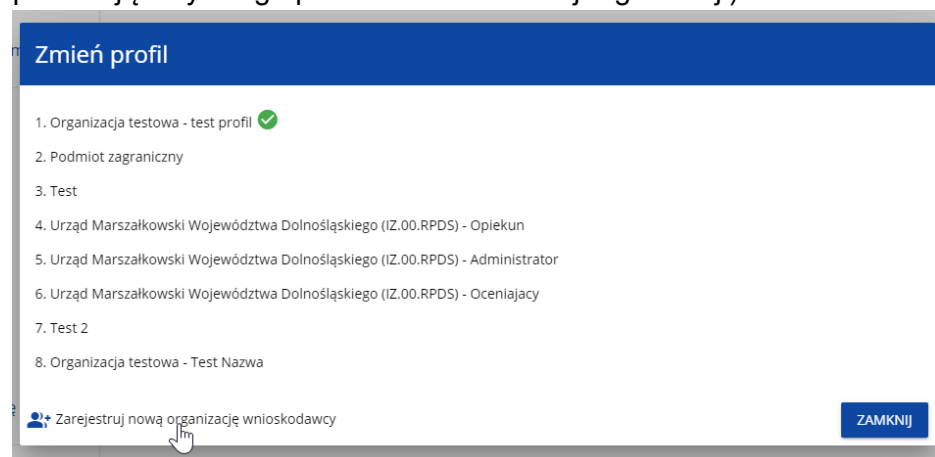 Zmień profil
1. Organizacja testowa - test profil
2. Podmiot zagraniczny
3. Test
4. Urząd Marszałkowski Województwa Dolnośląskiego (IZ.00.RPDS) - Opiekun
5. Urząd Marszałkowski Województwa Dolnośląskiego (IZ.00.RPDS) - Administrator
6. Urząd Marszałkowski Województwa Dolnośląskiego (IZ.00.RPDS) - Oceniajacy
7. Test 2
8. Organizacja testowa - Test Nazwa
Zarejestruj nową organizację wnioskodawcy
ZAMKNIJ